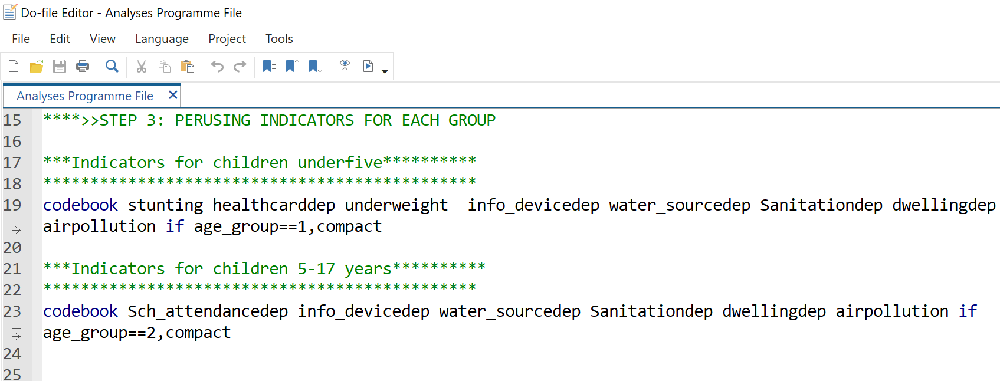 Do-file Editor - Analyses Programme File
File Edit View Language Project Tools
Analyses Programme File
15 ****>>STEP 3: PERUSING INDICATORS FOR EACH GROUP
16
17 ***Indicators for children underfive**********
18 **********************************************
19 codebook stunting healthcarddep underweight  info_devicedep water_sourcedep Sanitationdep dwellingdep
airpollution if age_group==1,compact
20
21 ***Indicators for children 5-17 years**********
22 **********************************************
23 codebook Sch_attendancedep info_devicedep water_sourcedep Sanitationdep dwellingdep airpollution if
age_group==2,compact
24
25